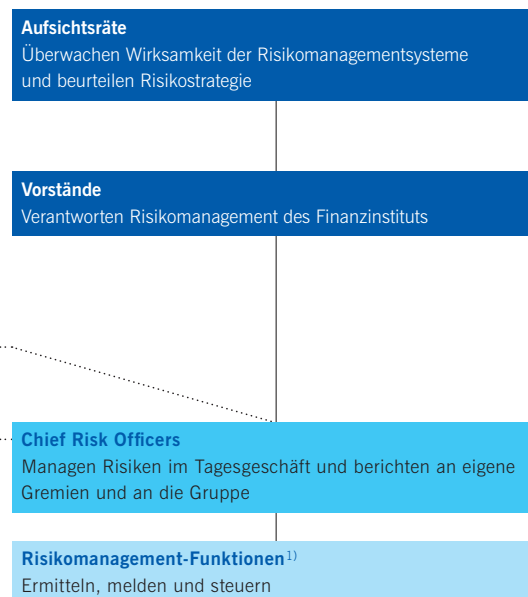 Aufsichtsräte
Überwachen Wirksamkeit der Risikomanagementsysteme
und beurteilen Risikostrategie
Vorstände
Verantworten Risikomanagement des Finanzinstituts
Chief Risk Officers
Managen Risiken im Tagesgeschäft und berichten an eigene
Gremien und an die Gruppe
Risikomanagement-Funktionen¹⁾
Ermitteln, melden und steuern